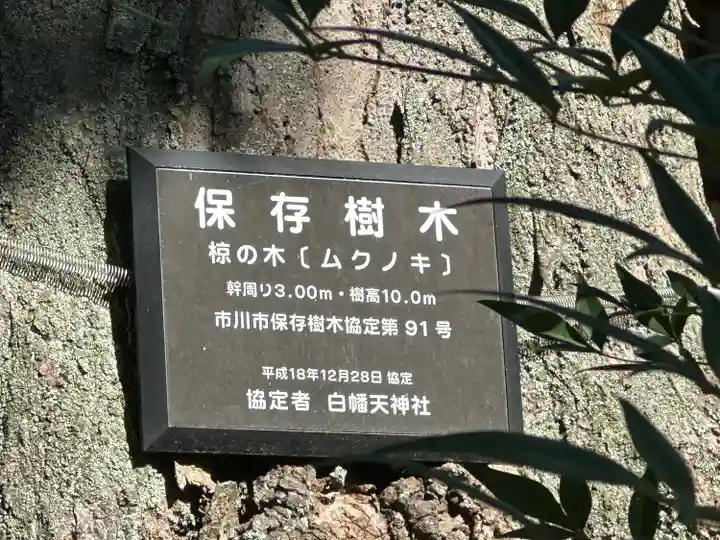 保存樹木
椋の木〔ムクノキ〕
幹周り3.00m・樹高10.0m
市川市保存樹木協定第 91 号
平成18年12月28日 協定
協定者 白幡天神社